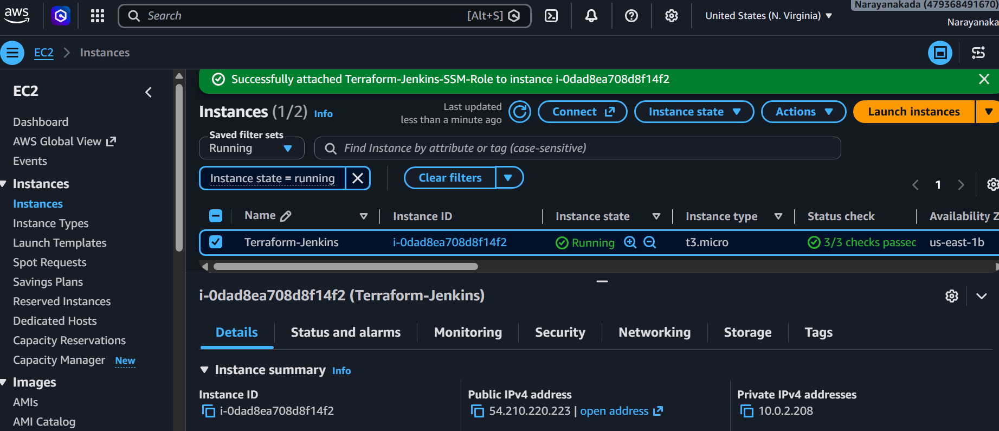 aws
Search
[Alt+S]
United States (N. Virginia)
Narayanakada (479368491670)
Narayanaka
EC2
Instances
EC2
Dashboard
AWS Global View
Events
Instances
Instances
Instance Types
Launch Templates
Spot Requests
Savings Plans
Reserved Instances
Dedicated Hosts
Capacity Reservations
Capacity Manager New
Images
AMIs
AMI Catalog
Successfully attached Terraform-Jenkins-SSM-Role to instance i-0dad8ea708d8f14f2
Instances (1/2) Info
Last updated
less than a minute ago
Connect
Instance state
Actions
Launch instances
Saved filter sets
Running
Find Instance by attribute or tag (case-sensitive)
Instance state = running
Clear filters
1
Name Instance ID Instance state Instance type Status check Availability Z
Terraform-Jenkins i-0dad8ea708d8f14f2 Running t3.micro 3/3 checks passed us-east-1b
i-0dad8ea708d8f14f2 (Terraform-Jenkins)
Details Status and alarms Monitoring Security Networking Storage Tags
Instance summary Info
Instance ID
i-0dad8ea708d8f14f2
Public IPv4 address
54.210.220.223 | open address
Private IPv4 addresses
10.0.2.208